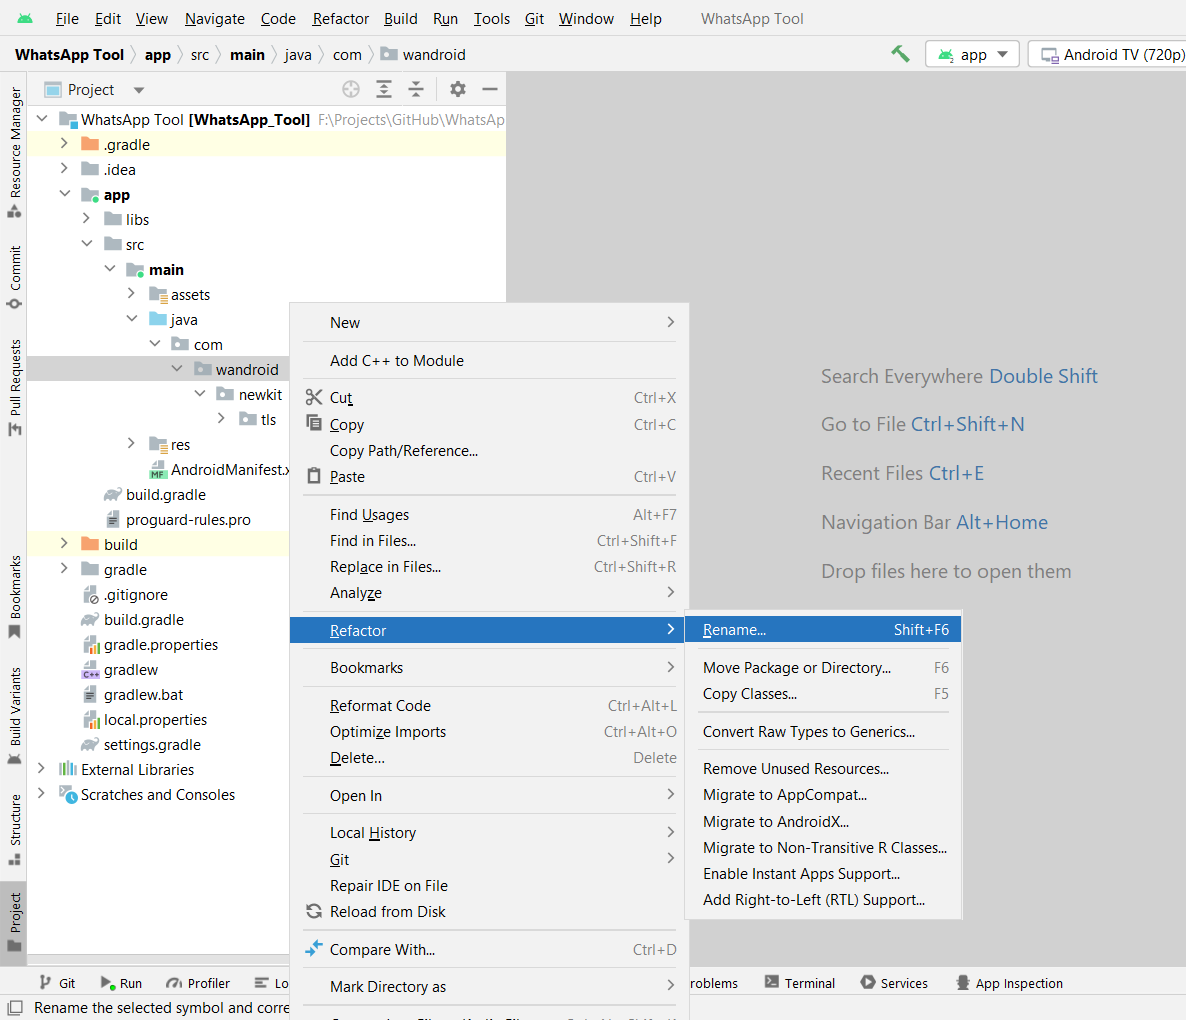 File Edit View Navigate Code Refactor Build Run Tools Git Window Help WhatsApp Tool
WhatsApp Tool app src main java com wandroid app Android TV (720p)
Project
WhatsApp Tool [WhatsApp_Tool] F:\Projects\GitHub\WhatsAp
.gradle
.idea
app
libs
src
main
assets
java
com
wandroid
newkit
tls
res
AndroidManifest.x
build.gradle
proguard-rules.pro
build
gradle
.gitignore
build.gradle
gradle.properties
gradlew
gradlew.bat
local.properties
settings.gradle
External Libraries
Scratches and Consoles
Resource Manager
Commit
Pull Requests
Bookmarks
Build Variants
Structure
Project
New
Add C++ to Module
Cut Ctrl+X
Copy Ctrl+C
Copy Path/Reference...
Paste Ctrl+V
Find Usages Alt+F7
Find in Files... Ctrl+Shift+F
Replace in Files... Ctrl+Shift+R
Analyze
Refactor
Bookmarks
Reformat Code Ctrl+Alt+L
Optimize Imports Ctrl+Alt+O
Delete... Delete
Open In
Local History
Git
Repair IDE on File
Reload from Disk
Compare With... Ctrl+D
Mark Directory as
Rename... Shift+F6
Move Package or Directory... F6
Copy Classes... F5
Convert Raw Types to Generics...
Remove Unused Resources...
Migrate to AppCompat...
Migrate to AndroidX...
Migrate to Non-Transitive R Classes...
Enable Instant Apps Support...
Add Right-to-Left (RTL) Support...
Search Everywhere Double Shift
Go to File Ctrl+Shift+N
Recent Files Ctrl+E
Navigation Bar Alt+Home
Drop files here to open them
Git Run Profiler Lo roblems Terminal Services App Inspection
Rename the selected symbol and corre